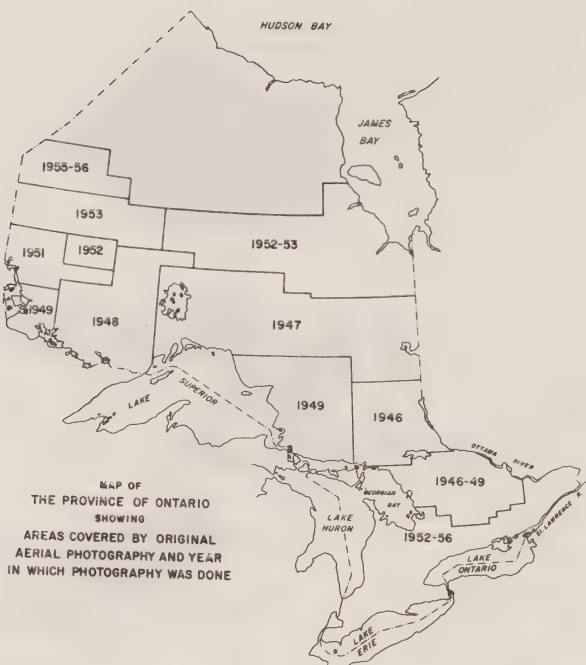 HUDSON BAY
JAMES
BAY
1955-56
1953
1952-53
1951
1952
1949
1948
1947
1949
1946
LAKE
SUPERIOR
OTTAWA
RIVER
1946-49
MAP OF
THE PROVINCE OF ONTARIO
SHOWING
AREAS COVERED BY ORIGINAL
AERIAL PHOTOGRAPHY AND YEAR
IN WHICH PHOTOGRAPHY WAS DONE
GEORGIAN
BAY
LAKE
HURON
1952-56
ST. LAWRENCE R.
LAKE
ONTARIO
LAKE
ERIE